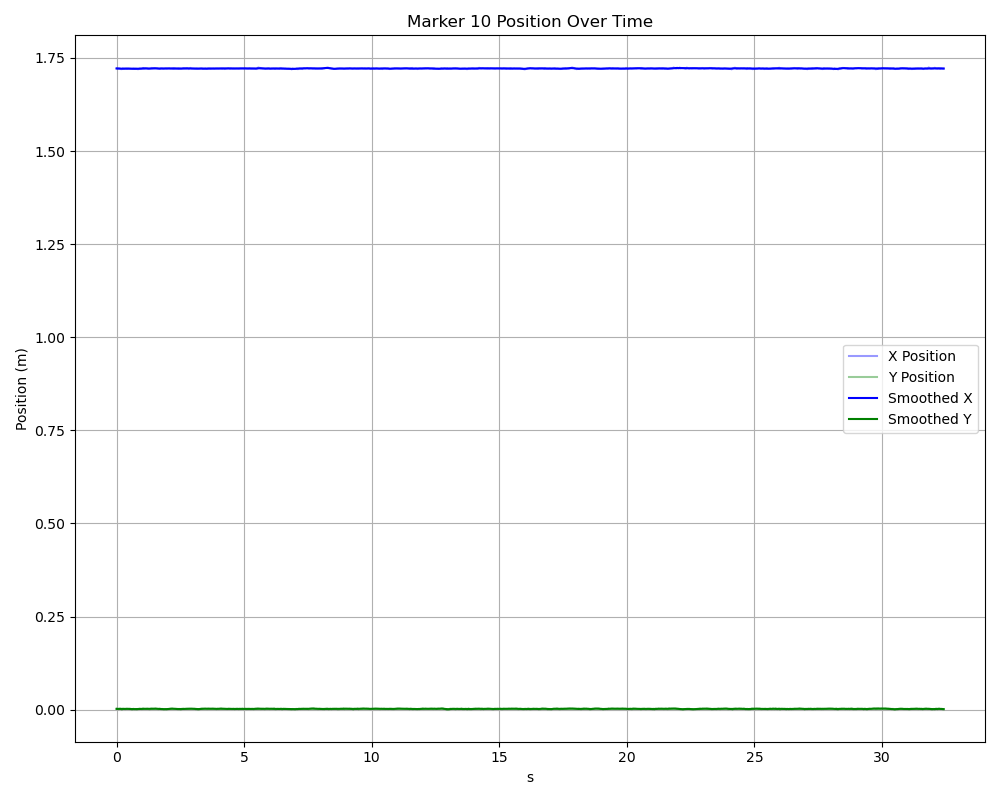 Marker 10 Position Over Time
Position (m)
1.75
1.50
1.25
1.00
0.75
0.50
0.25
0.00
X Position
Y Position
Smoothed X
Smoothed Y
0 5 10 15 20 25 30
s